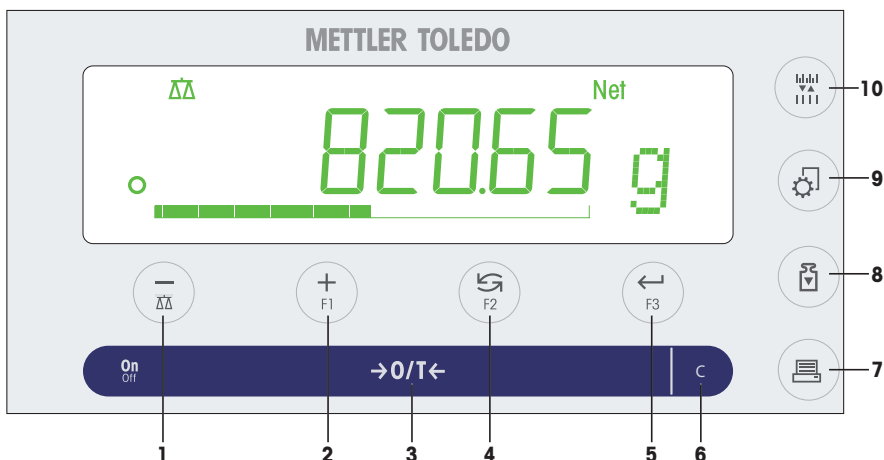 METTLER TOLEDO
Net
820.65 g
10
9
8
7
F1
F2
F3
On
Off
→0/T←
C
1
2
3
4
5
6